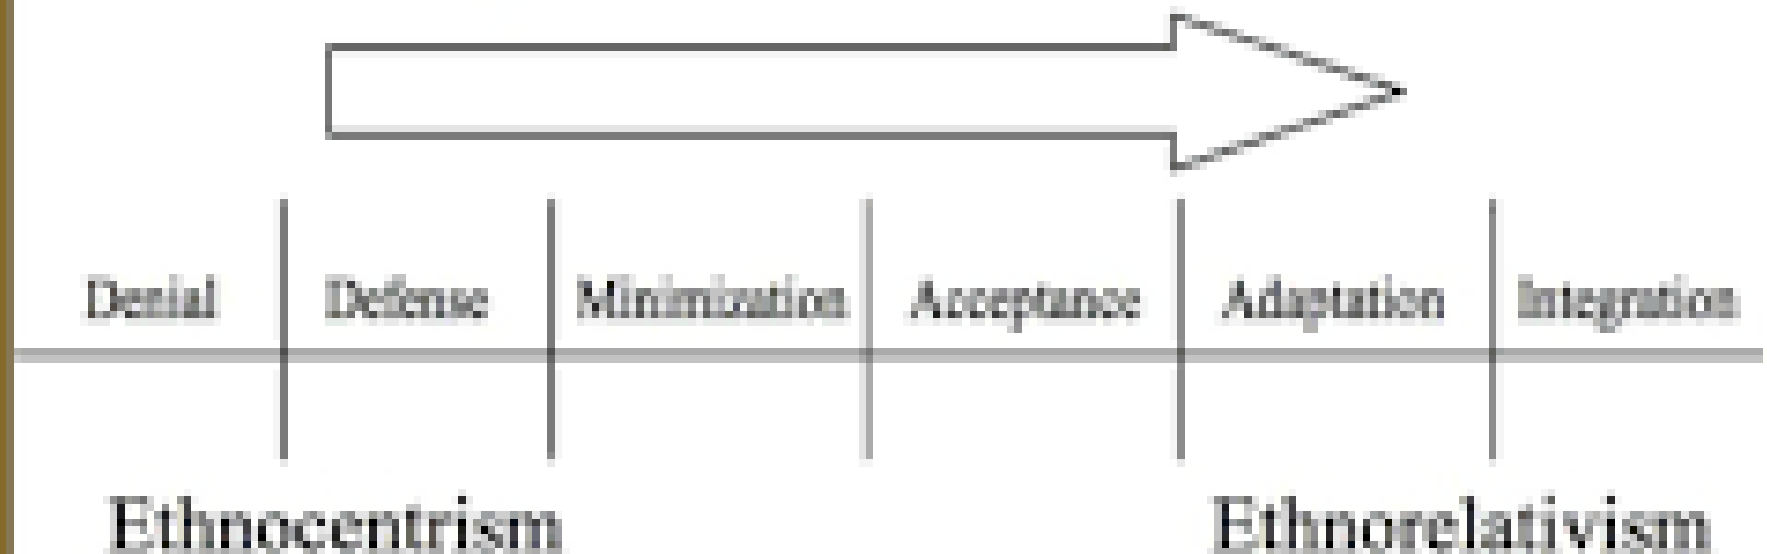 Denial Defense Minimization Acceptance Adaptation Integration
Ethnocentrism Ethnorelativism